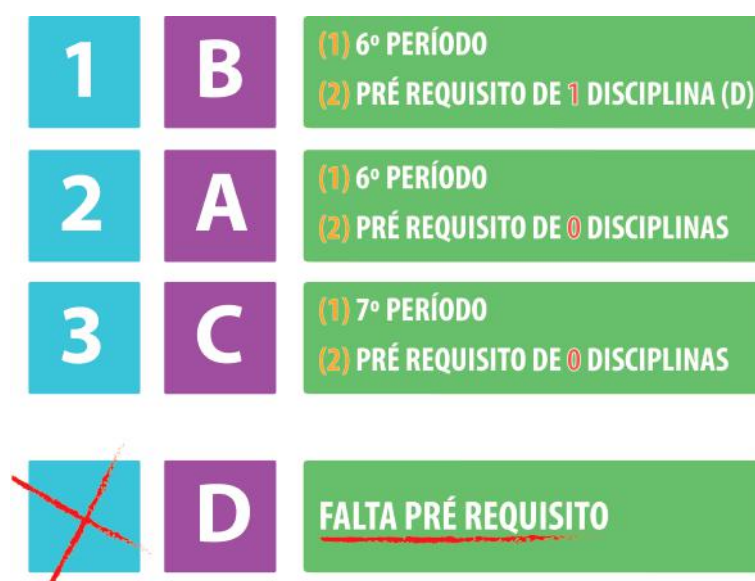 1 B (1) 6º PERÍODO
(2) PRÉ REQUISITO DE 1 DISCIPLINA (D)
2 A (1) 6º PERÍODO
(2) PRÉ REQUISITO DE 0 DISCIPLINAS
3 C (1) 7º PERÍODO
(2) PRÉ REQUISITO DE 0 DISCIPLINAS
D FALTA PRÉ REQUISITO